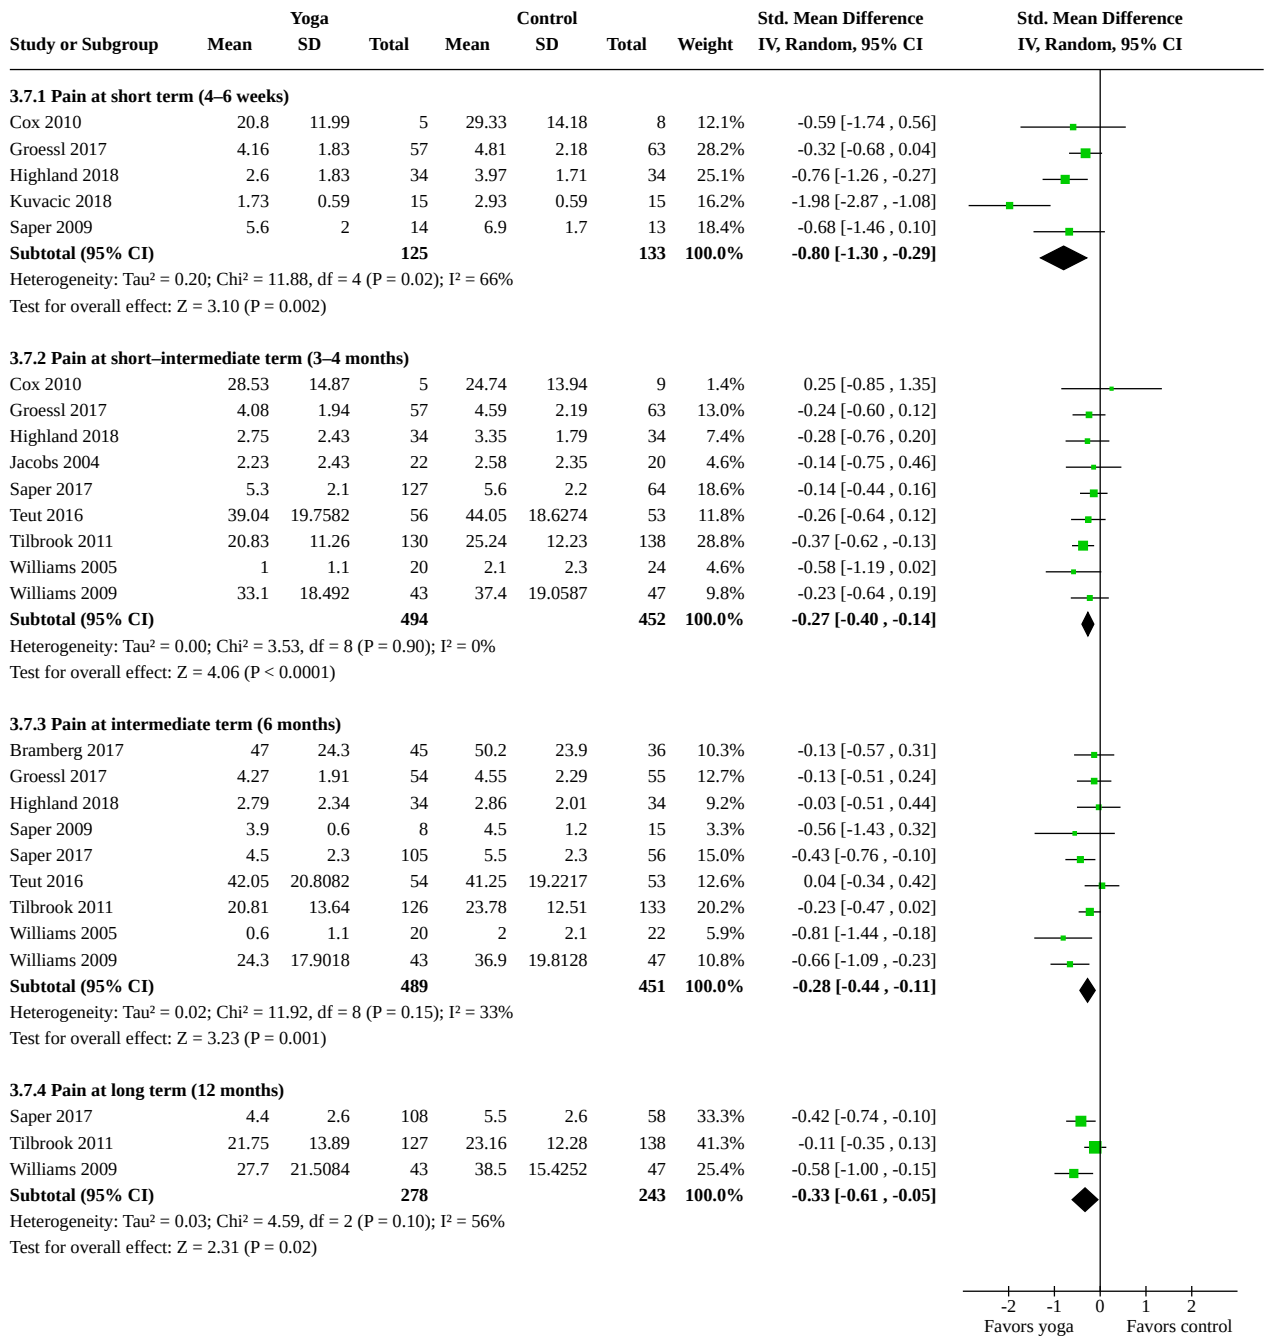 Yoga Control Std. Mean Difference Std. Mean Difference
Study or Subgroup Mean SD Total Mean SD Total Weight IV, Random, 95% CI IV, Random, 95% CI
3.7.1 Pain at short term (4–6 weeks)
Cox 2010 20.8 11.99 5 29.33 14.18 8 12.1% -0.59 [-1.74 , 0.56]
Groessl 2017 4.16 1.83 57 4.81 2.18 63 28.2% -0.32 [-0.68 , 0.04]
Highland 2018 2.6 1.83 34 3.97 1.71 34 25.1% -0.76 [-1.26 , -0.27]
Kuvacic 2018 1.73 0.59 15 2.93 0.59 15 16.2% -1.98 [-2.87 , -1.08]
Saper 2009 5.6 2 14 6.9 1.7 13 18.4% -0.68 [-1.46 , 0.10]
Subtotal (95% CI) 125 133 100.0% -0.80 [-1.30 , -0.29]
Heterogeneity: Tau² = 0.20; Chi² = 11.88, df = 4 (P = 0.02); I² = 66%
Test for overall effect: Z = 3.10 (P = 0.002)
3.7.2 Pain at short–intermediate term (3–4 months)
Cox 2010 28.53 14.87 5 24.74 13.94 9 1.4% 0.25 [-0.85 , 1.35]
Groessl 2017 4.08 1.94 57 4.59 2.19 63 13.0% -0.24 [-0.60 , 0.12]
Highland 2018 2.75 2.43 34 3.35 1.79 34 7.4% -0.28 [-0.76 , 0.20]
Jacobs 2004 2.23 2.43 22 2.58 2.35 20 4.6% -0.14 [-0.75 , 0.46]
Saper 2017 5.3 2.1 127 5.6 2.2 64 18.6% -0.14 [-0.44 , 0.16]
Teut 2016 39.04 19.7582 56 44.05 18.6274 53 11.8% -0.26 [-0.64 , 0.12]
Tilbrook 2011 20.83 11.26 130 25.24 12.23 138 28.8% -0.37 [-0.62 , -0.13]
Williams 2005 1 1.1 20 2.1 2.3 24 4.6% -0.58 [-1.19 , 0.02]
Williams 2009 33.1 18.492 43 37.4 19.0587 47 9.8% -0.23 [-0.64 , 0.19]
Subtotal (95% CI) 494 452 100.0% -0.27 [-0.40 , -0.14]
Heterogeneity: Tau² = 0.00; Chi² = 3.53, df = 8 (P = 0.90); I² = 0%
Test for overall effect: Z = 4.06 (P < 0.0001)
3.7.3 Pain at intermediate term (6 months)
Bramberg 2017 47 24.3 45 50.2 23.9 36 10.3% -0.13 [-0.57 , 0.31]
Groessl 2017 4.27 1.91 54 4.55 2.29 55 12.7% -0.13 [-0.51 , 0.24]
Highland 2018 2.79 2.34 34 2.86 2.01 34 9.2% -0.03 [-0.51 , 0.44]
Saper 2009 3.9 0.6 8 4.5 1.2 15 3.3% -0.56 [-1.43 , 0.32]
Saper 2017 4.5 2.3 105 5.5 2.3 56 15.0% -0.43 [-0.76 , -0.10]
Teut 2016 42.05 20.8082 54 41.25 19.2217 53 12.6% 0.04 [-0.34 , 0.42]
Tilbrook 2011 20.81 13.64 126 23.78 12.51 133 20.2% -0.23 [-0.47 , 0.02]
Williams 2005 0.6 1.1 20 2 2.1 22 5.9% -0.81 [-1.44 , -0.18]
Williams 2009 24.3 17.9018 43 36.9 19.8128 47 10.8% -0.66 [-1.09 , -0.23]
Subtotal (95% CI) 489 451 100.0% -0.28 [-0.44 , -0.11]
Heterogeneity: Tau² = 0.02; Chi² = 11.92, df = 8 (P = 0.15); I² = 33%
Test for overall effect: Z = 3.23 (P = 0.001)
3.7.4 Pain at long term (12 months)
Saper 2017 4.4 2.6 108 5.5 2.6 58 33.3% -0.42 [-0.74 , -0.10]
Tilbrook 2011 21.75 13.89 127 23.16 12.28 138 41.3% -0.11 [-0.35 , 0.13]
Williams 2009 27.7 21.5084 43 38.5 15.4252 47 25.4% -0.58 [-1.00 , -0.15]
Subtotal (95% CI) 278 243 100.0% -0.33 [-0.61 , -0.05]
Heterogeneity: Tau² = 0.03; Chi² = 4.59, df = 2 (P = 0.10); I² = 56%
Test for overall effect: Z = 2.31 (P = 0.02)
-2 -1 0 1 2
Favors yoga Favors control